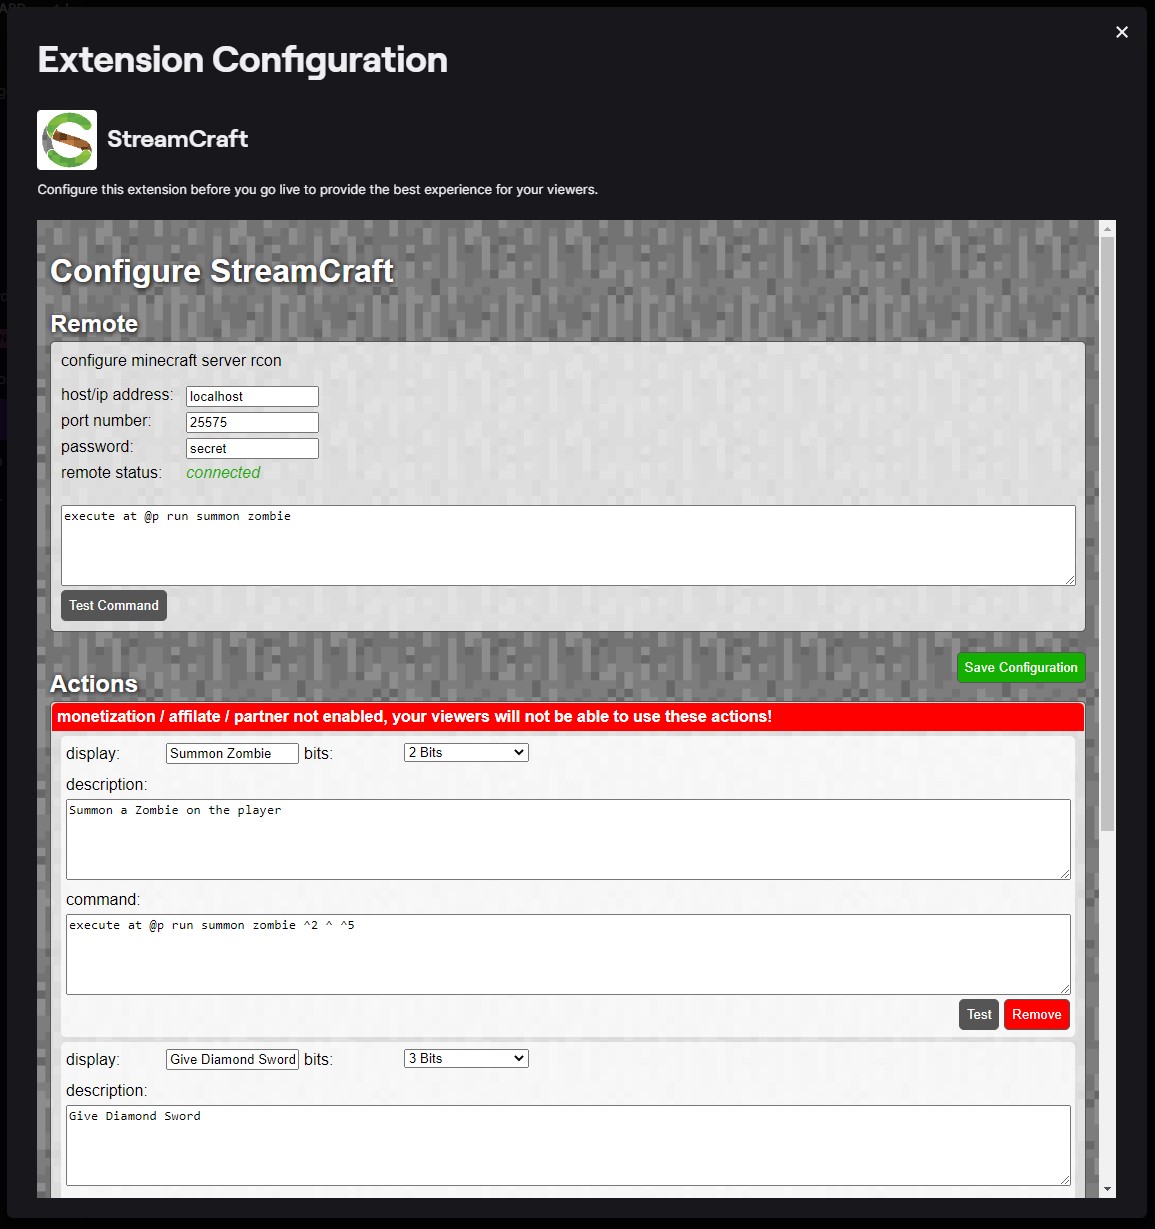 Extension Configuration
StreamCraft
Configure this extension before you go live to provide the best experience for your viewers.
Configure StreamCraft
Remote
configure minecraft server rcon
host/ip address: localhost
port number: 25575
password: secret
remote status: connected
execute at @p run summon zombie
Test Command
Save Configuration
Actions
monetization / affilate / partner not enabled, your viewers will not be able to use these actions!
display: Summon Zombie bits: 2 Bits
description:
Summon a Zombie on the player
command:
execute at @p run summon zombie ^2 ^ ^5
Test Remove
display: Give Diamond Sword bits: 3 Bits
description:
Give Diamond Sword